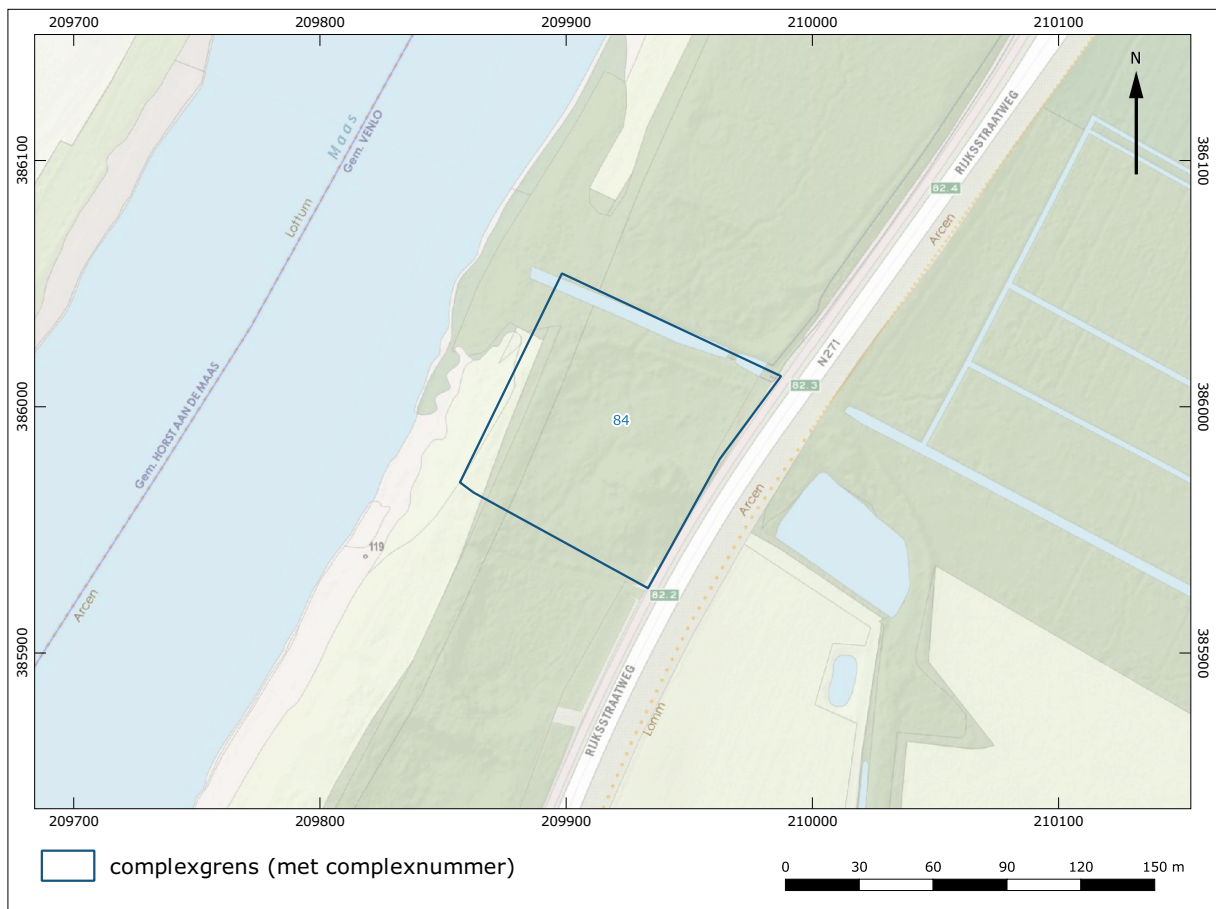 209700 209800 209900 210000 210100
N
386100
386100
Maas
Gem. VENLO
Lottum
RIJKSSTRAATWEG
82.4
Arcen
N271
82.3
386000
386000
84
Gem. HORST AAN DE MAAS
Arcen
119
82.2
Arcen
385900
385900
RIJKSSTRAATWEG
Lomm
209700 209800 209900 210000 210100
complexgrens (met complexnummer)
0 30 60 90 120 150 m